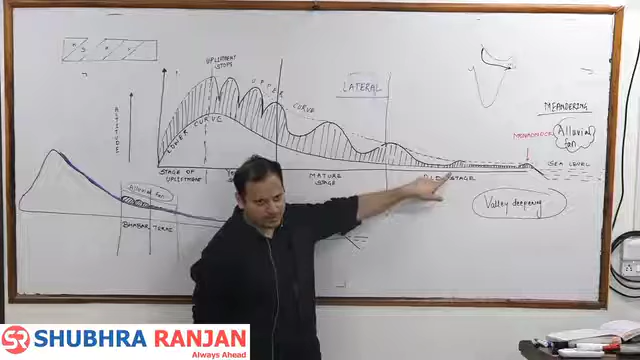 UPLIFTMENT
STOPS
UPPER
CURVE
LATERAL
MEANDERING
Alluvial
fan
MONADNOCK
ALTITUDE
LOWER CURVE
SEA LEVEL
STAGE OF
UPLIFTMENT
MATURE
STAGE
OLD STAGE
Alluvial fan
BHABAR
TERAI
Valley deepening
SR SHUBHRA RANJAN
Always Ahead